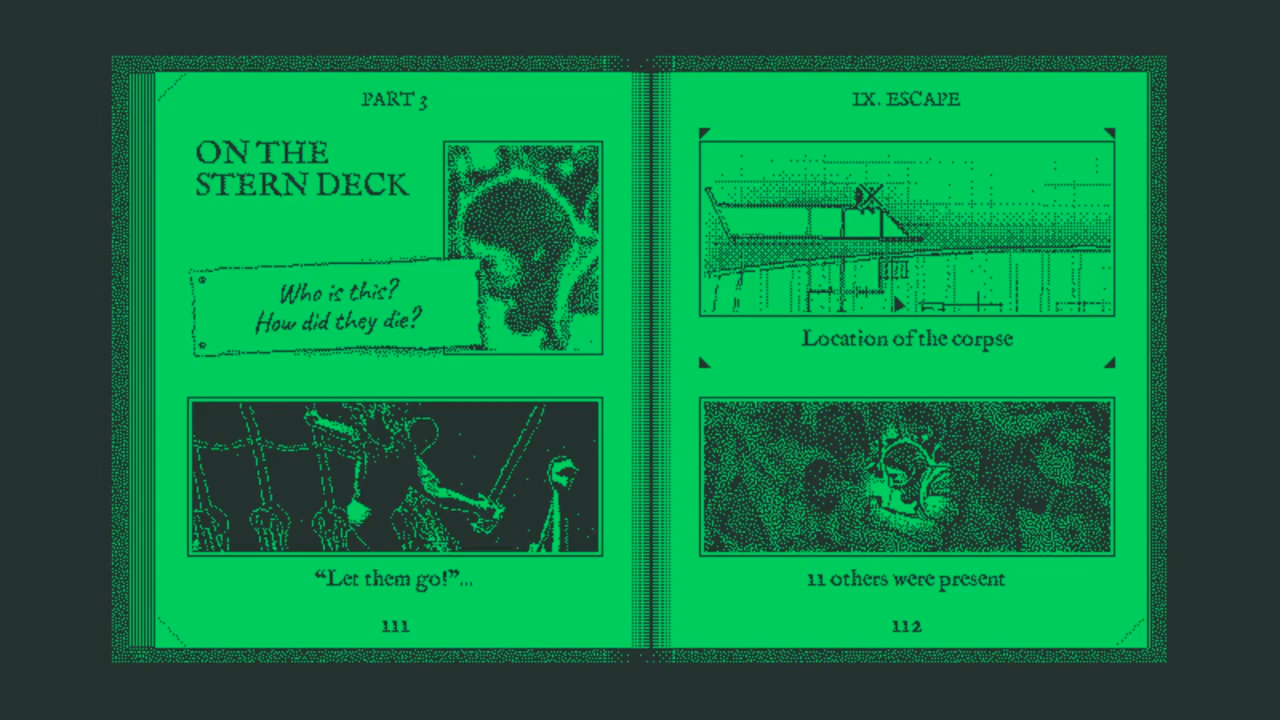 PART 3
ON THE
STERN DECK
Who is this?
How did they die?
"Let them go!"...
111
IX. ESCAPE
Location of the corpse
11 others were present
112